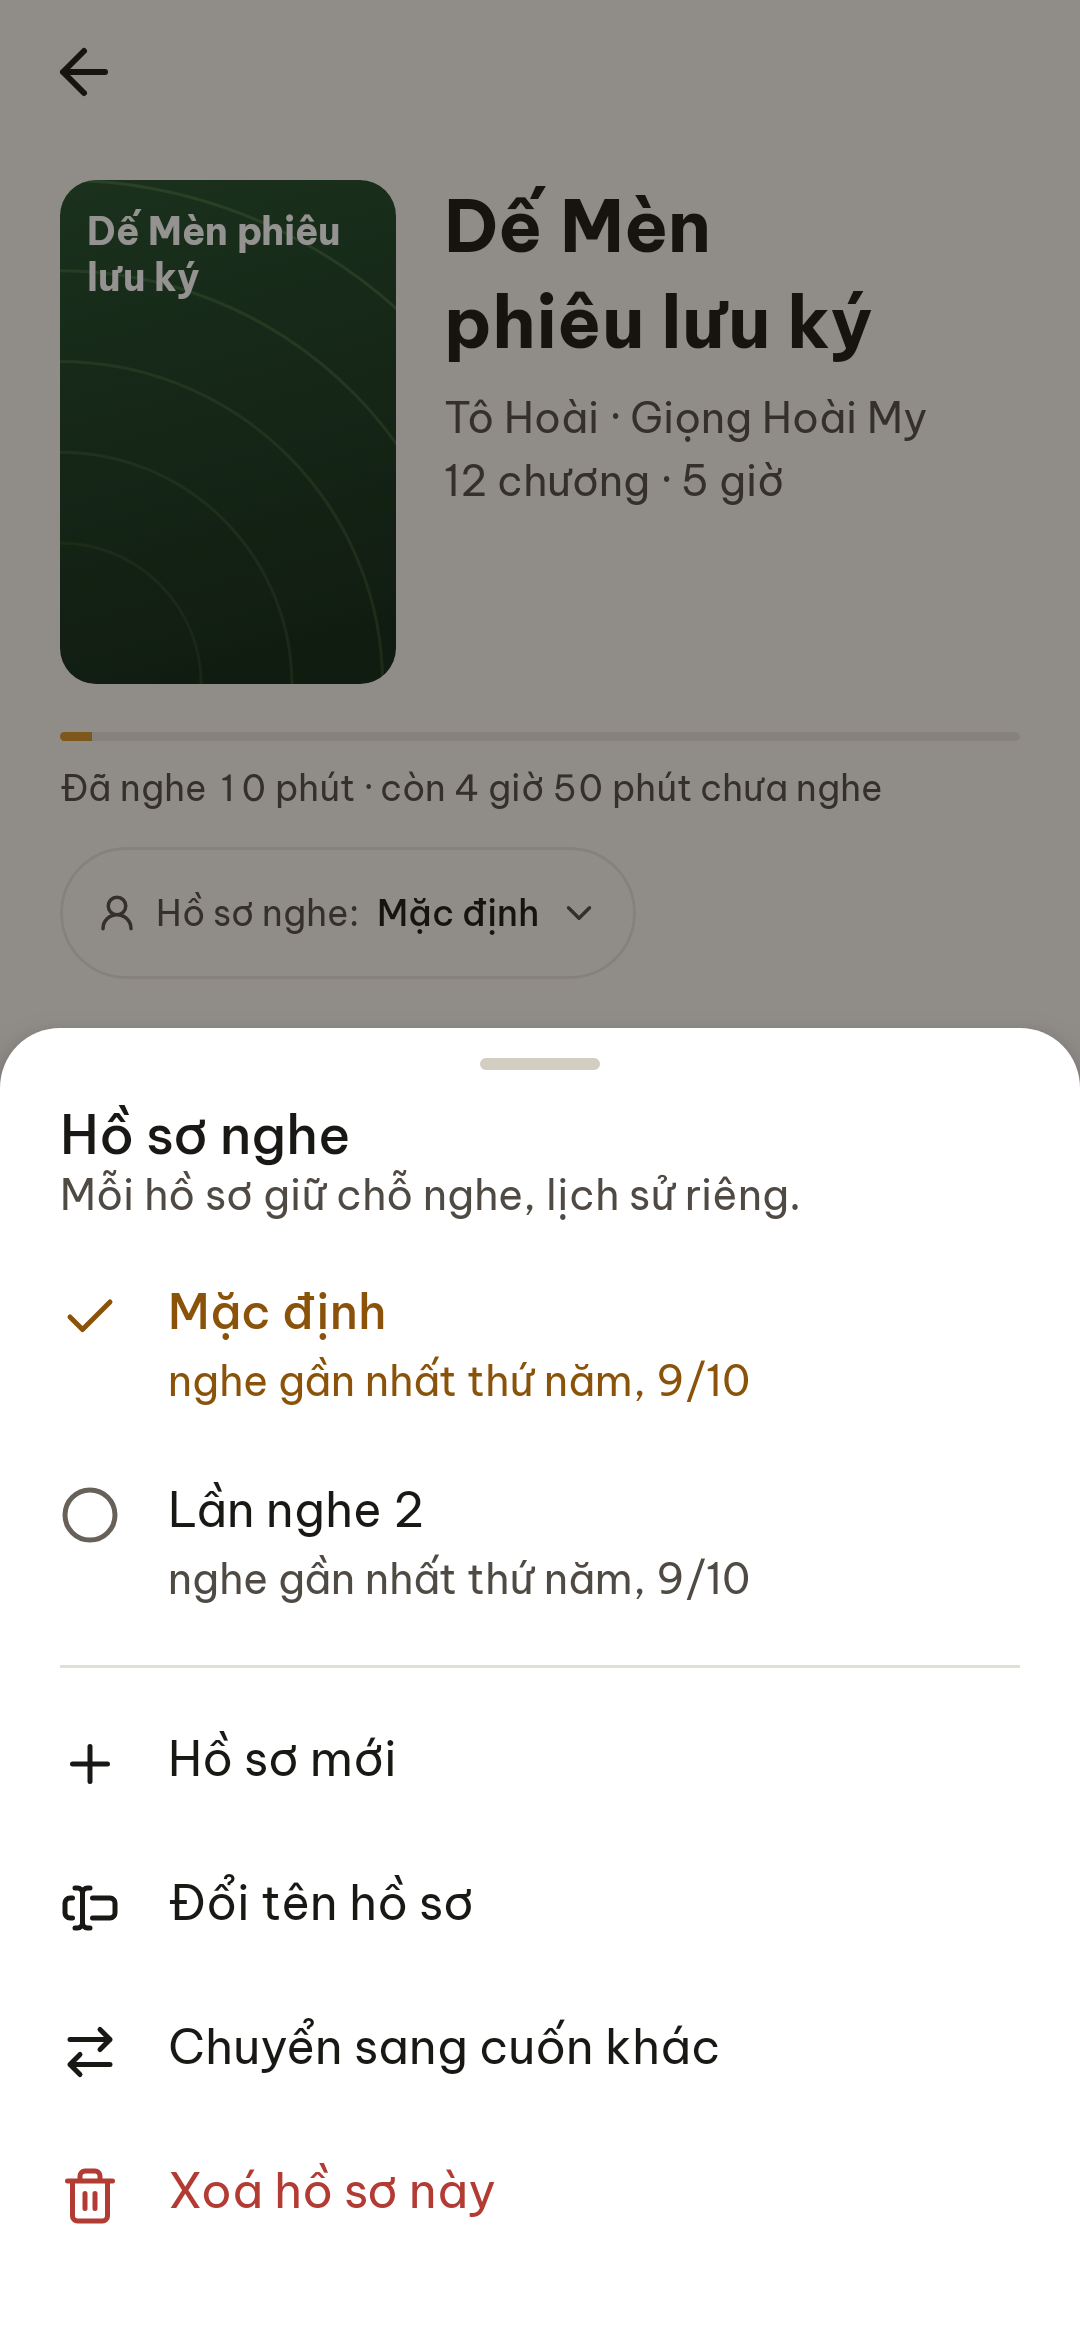 Dế Mèn phiêu
lưu ký
Dế Mèn
phiêu lưu ký
Tô Hoài · Giọng Hoài My
12 chương · 5 giờ
Đã nghe 10 phút · còn 4 giờ 50 phút chưa nghe
Hồ sơ nghe: Mặc định
Hồ sơ nghe
Mỗi hồ sơ giữ chỗ nghe, lịch sử riêng.
Mặc định
nghe gần nhất thứ năm, 9/10
Lần nghe 2
nghe gần nhất thứ năm, 9/10
Hồ sơ mới
Đổi tên hồ sơ
Chuyển sang cuốn khác
Xoá hồ sơ này